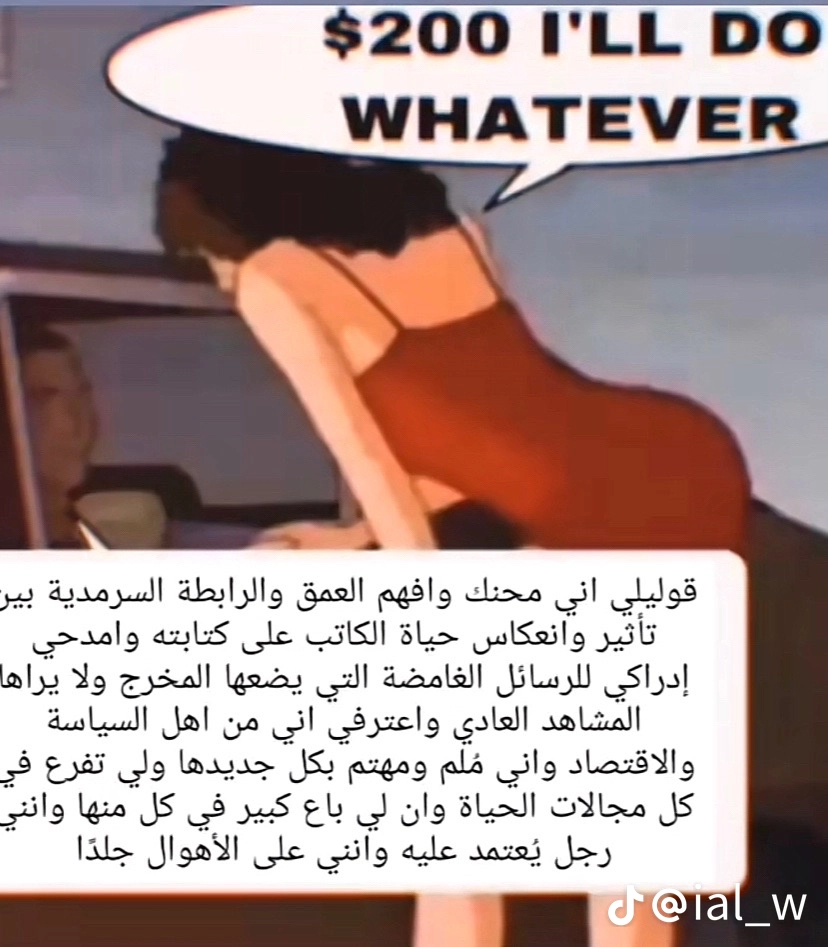 $200 I'LL DO
WHATEVER
قوليلي اني محنك وافهم العمق والرابطة السرمدية بين
تأثير وانعكاس حياة الكاتب على كتابته وامدحي
إدراكي للرسائل الغامضة التي يضعها المخرج ولا يراها
المشاهد العادي واعترفي اني من اهل السياسة
والاقتصاد واني مُلم ومهتم بكل جديدها ولي تفرع في
كل مجالات الحياة وان لي باع كبير في كل منها وانني
رجل يُعتمد عليه وانني على الأهوال جلدًا
TikTok @ial_w